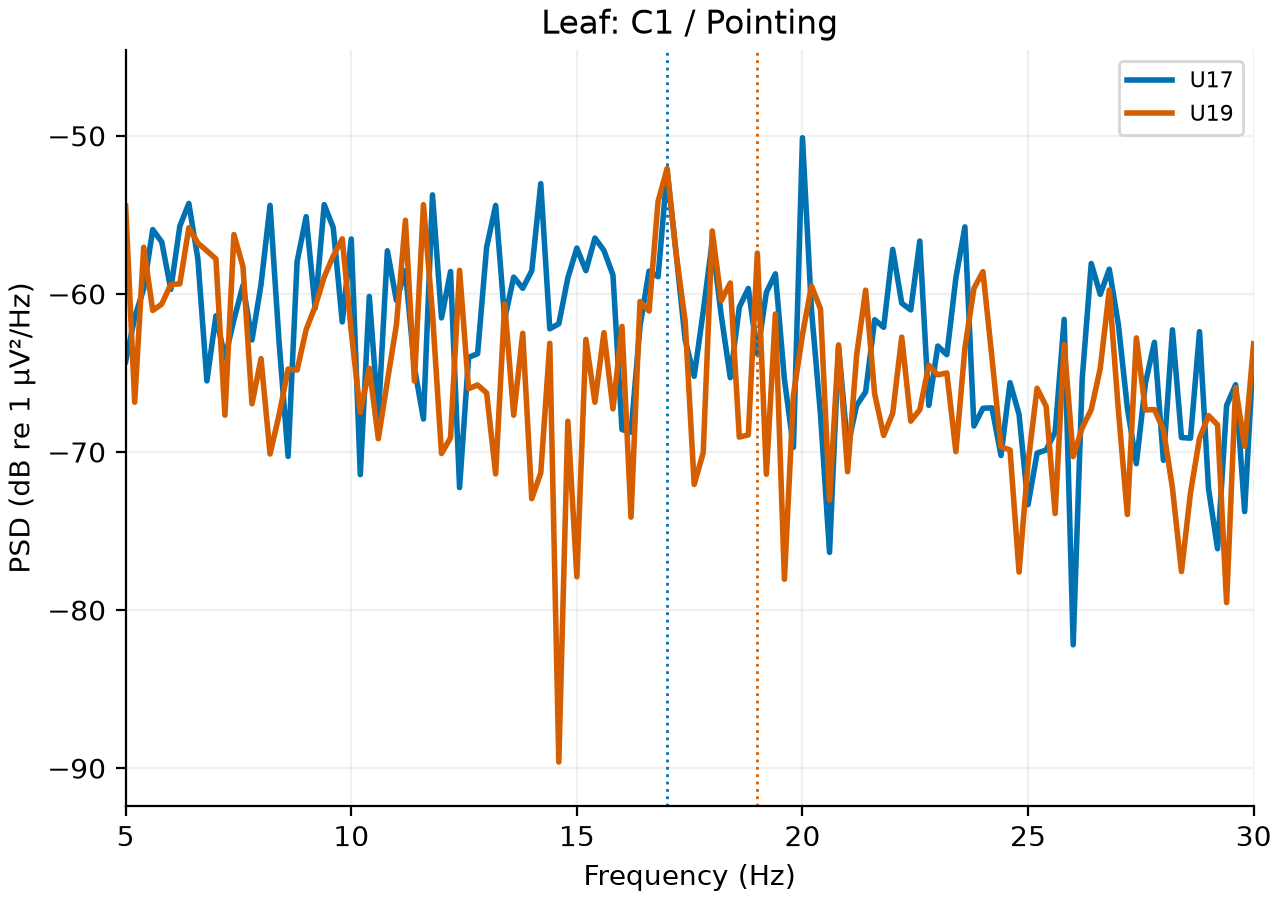 Leaf: C1 / Pointing
U17
U19
PSD (dB re 1 µV²/Hz)
−50
−60
−70
−80
−90
5 10 15 20 25 30
Frequency (Hz)